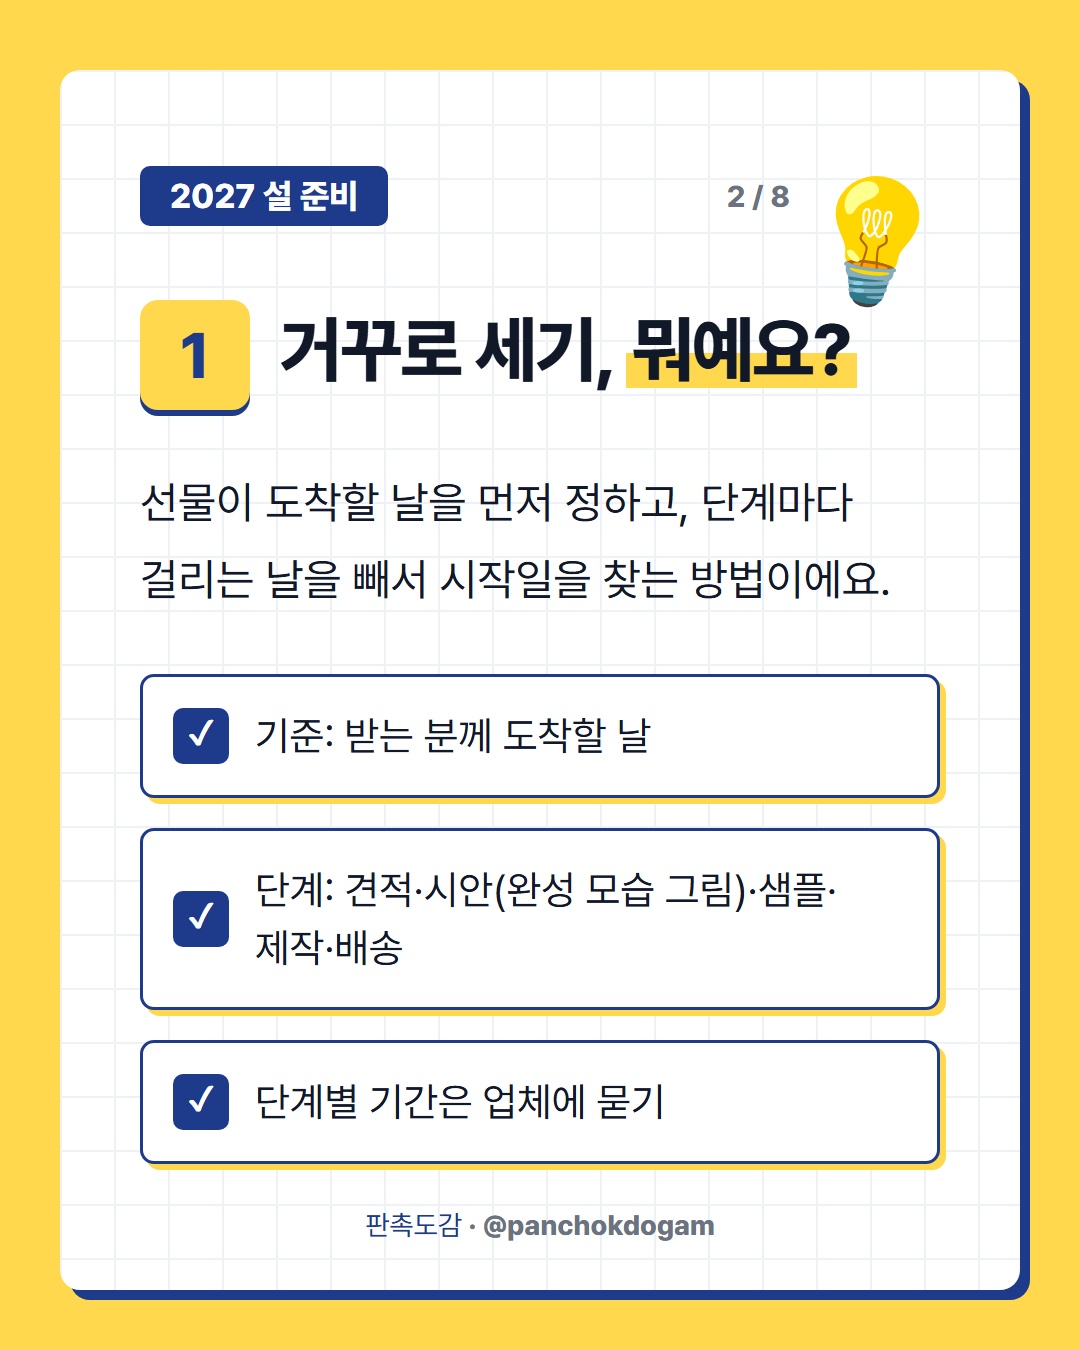 2027 설 준비
2 / 8
1
거꾸로 세기, 뭐예요?
선물이 도착할 날을 먼저 정하고, 단계마다
걸리는 날을 빼서 시작일을 찾는 방법이에요.
기준: 받는 분께 도착할 날
단계: 견적·시안(완성 모습 그림)·샘플·
제작·배송
단계별 기간은 업체에 묻기
판촉도감 · @panchokdogam